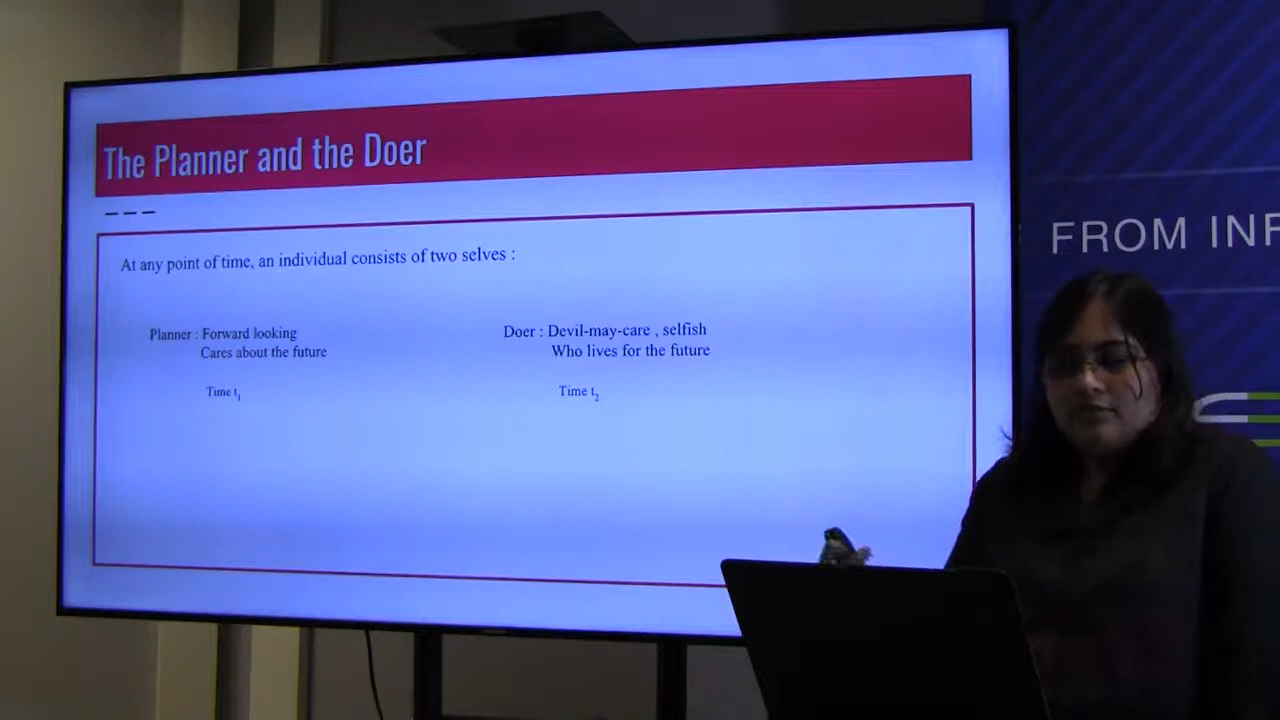 The Planner and the Doer
At any point of time, an individual consists of two selves :
Planner : Forward looking
Cares about the future
Time t₁
Doer : Devil-may-care , selfish
Who lives for the future
Time t₂
FROM